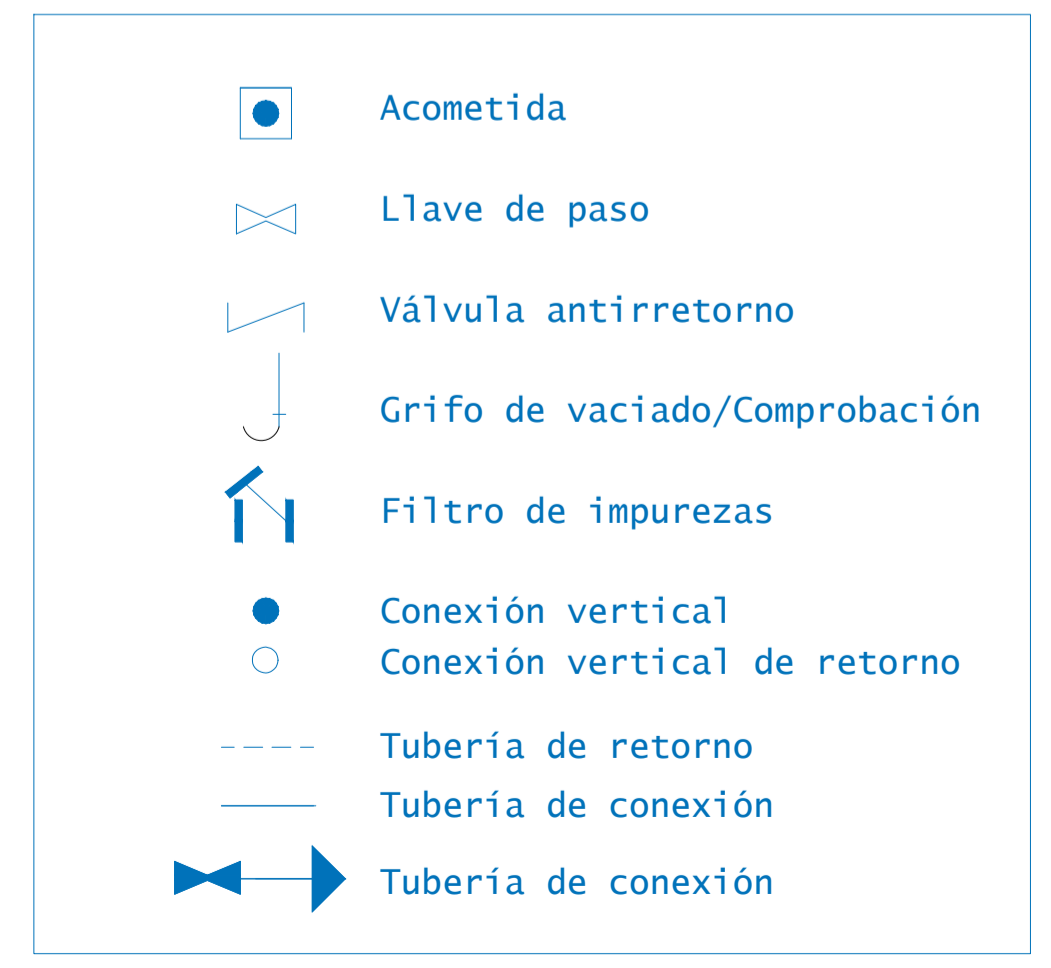 Acometida
Llave de paso
Válvula antirretorno
Grifo de vaciado/Comprobación
Filtro de impurezas
Conexión vertical
Conexión vertical de retorno
Tubería de retorno
Tubería de conexión
Tubería de conexión